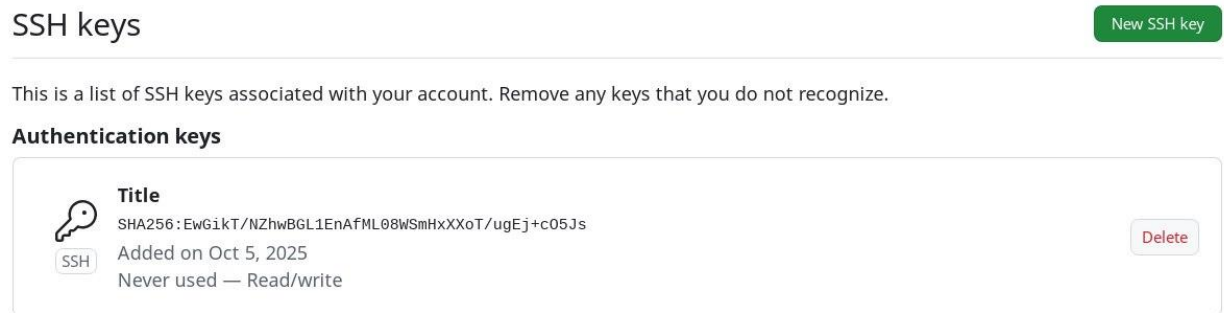 SSH keys
New SSH key
This is a list of SSH keys associated with your account. Remove any keys that you do not recognize.
Authentication keys
Title
SHA256:EwGikT/NZhwBGL1EnAfML08WSmHxXXoT/ugEj+cO5Js
Added on Oct 5, 2025
SSH
Never used — Read/write
Delete